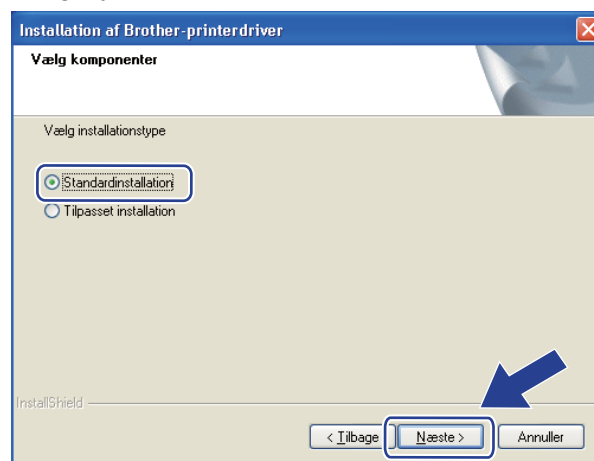 Installation af Brother-printerdriver
Vælg komponenter
Vælg installationstype
Standardinstallation
Tilpasset installation
InstallShield
< Tilbage Næste > Annuller